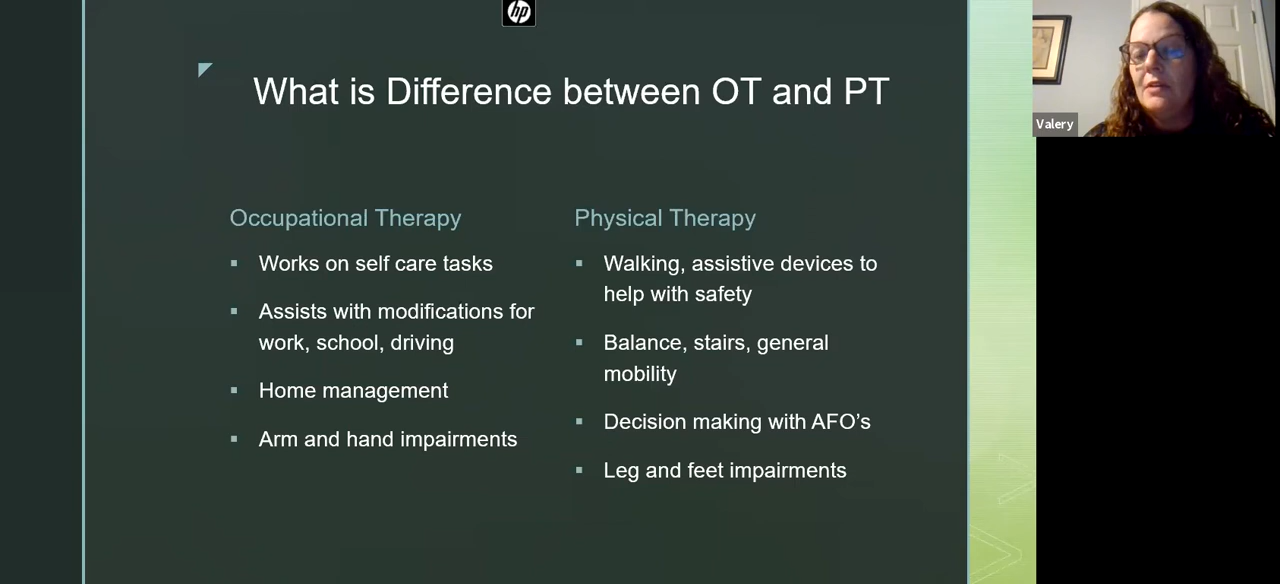 hp
What is Difference between OT and PT
Valery
Occupational Therapy
Works on self care tasks
Assists with modifications for
work, school, driving
Home management
Arm and hand impairments
Physical Therapy
Walking, assistive devices to
help with safety
Balance, stairs, general
mobility
Decision making with AFO’s
Leg and feet impairments